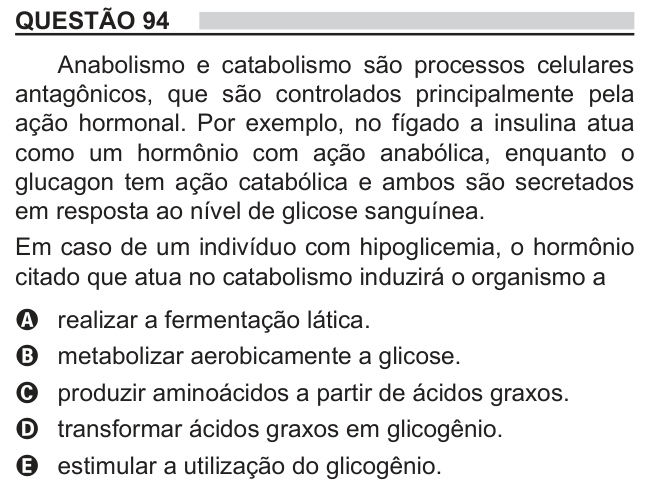 QUESTÃO 94
Anabolismo e catabolismo são processos celulares
antagônicos, que são controlados principalmente pela
ação hormonal. Por exemplo, no fígado a insulina atua
como um hormônio com ação anabólica, enquanto o
glucagon tem ação catabólica e ambos são secretados
em resposta ao nível de glicose sanguínea.
Em caso de um indivíduo com hipoglicemia, o hormônio
citado que atua no catabolismo induzirá o organismo a
A realizar a fermentação lática.
B metabolizar aerobicamente a glicose.
C produzir aminoácidos a partir de ácidos graxos.
D transformar ácidos graxos em glicogênio.
E estimular a utilização do glicogênio.